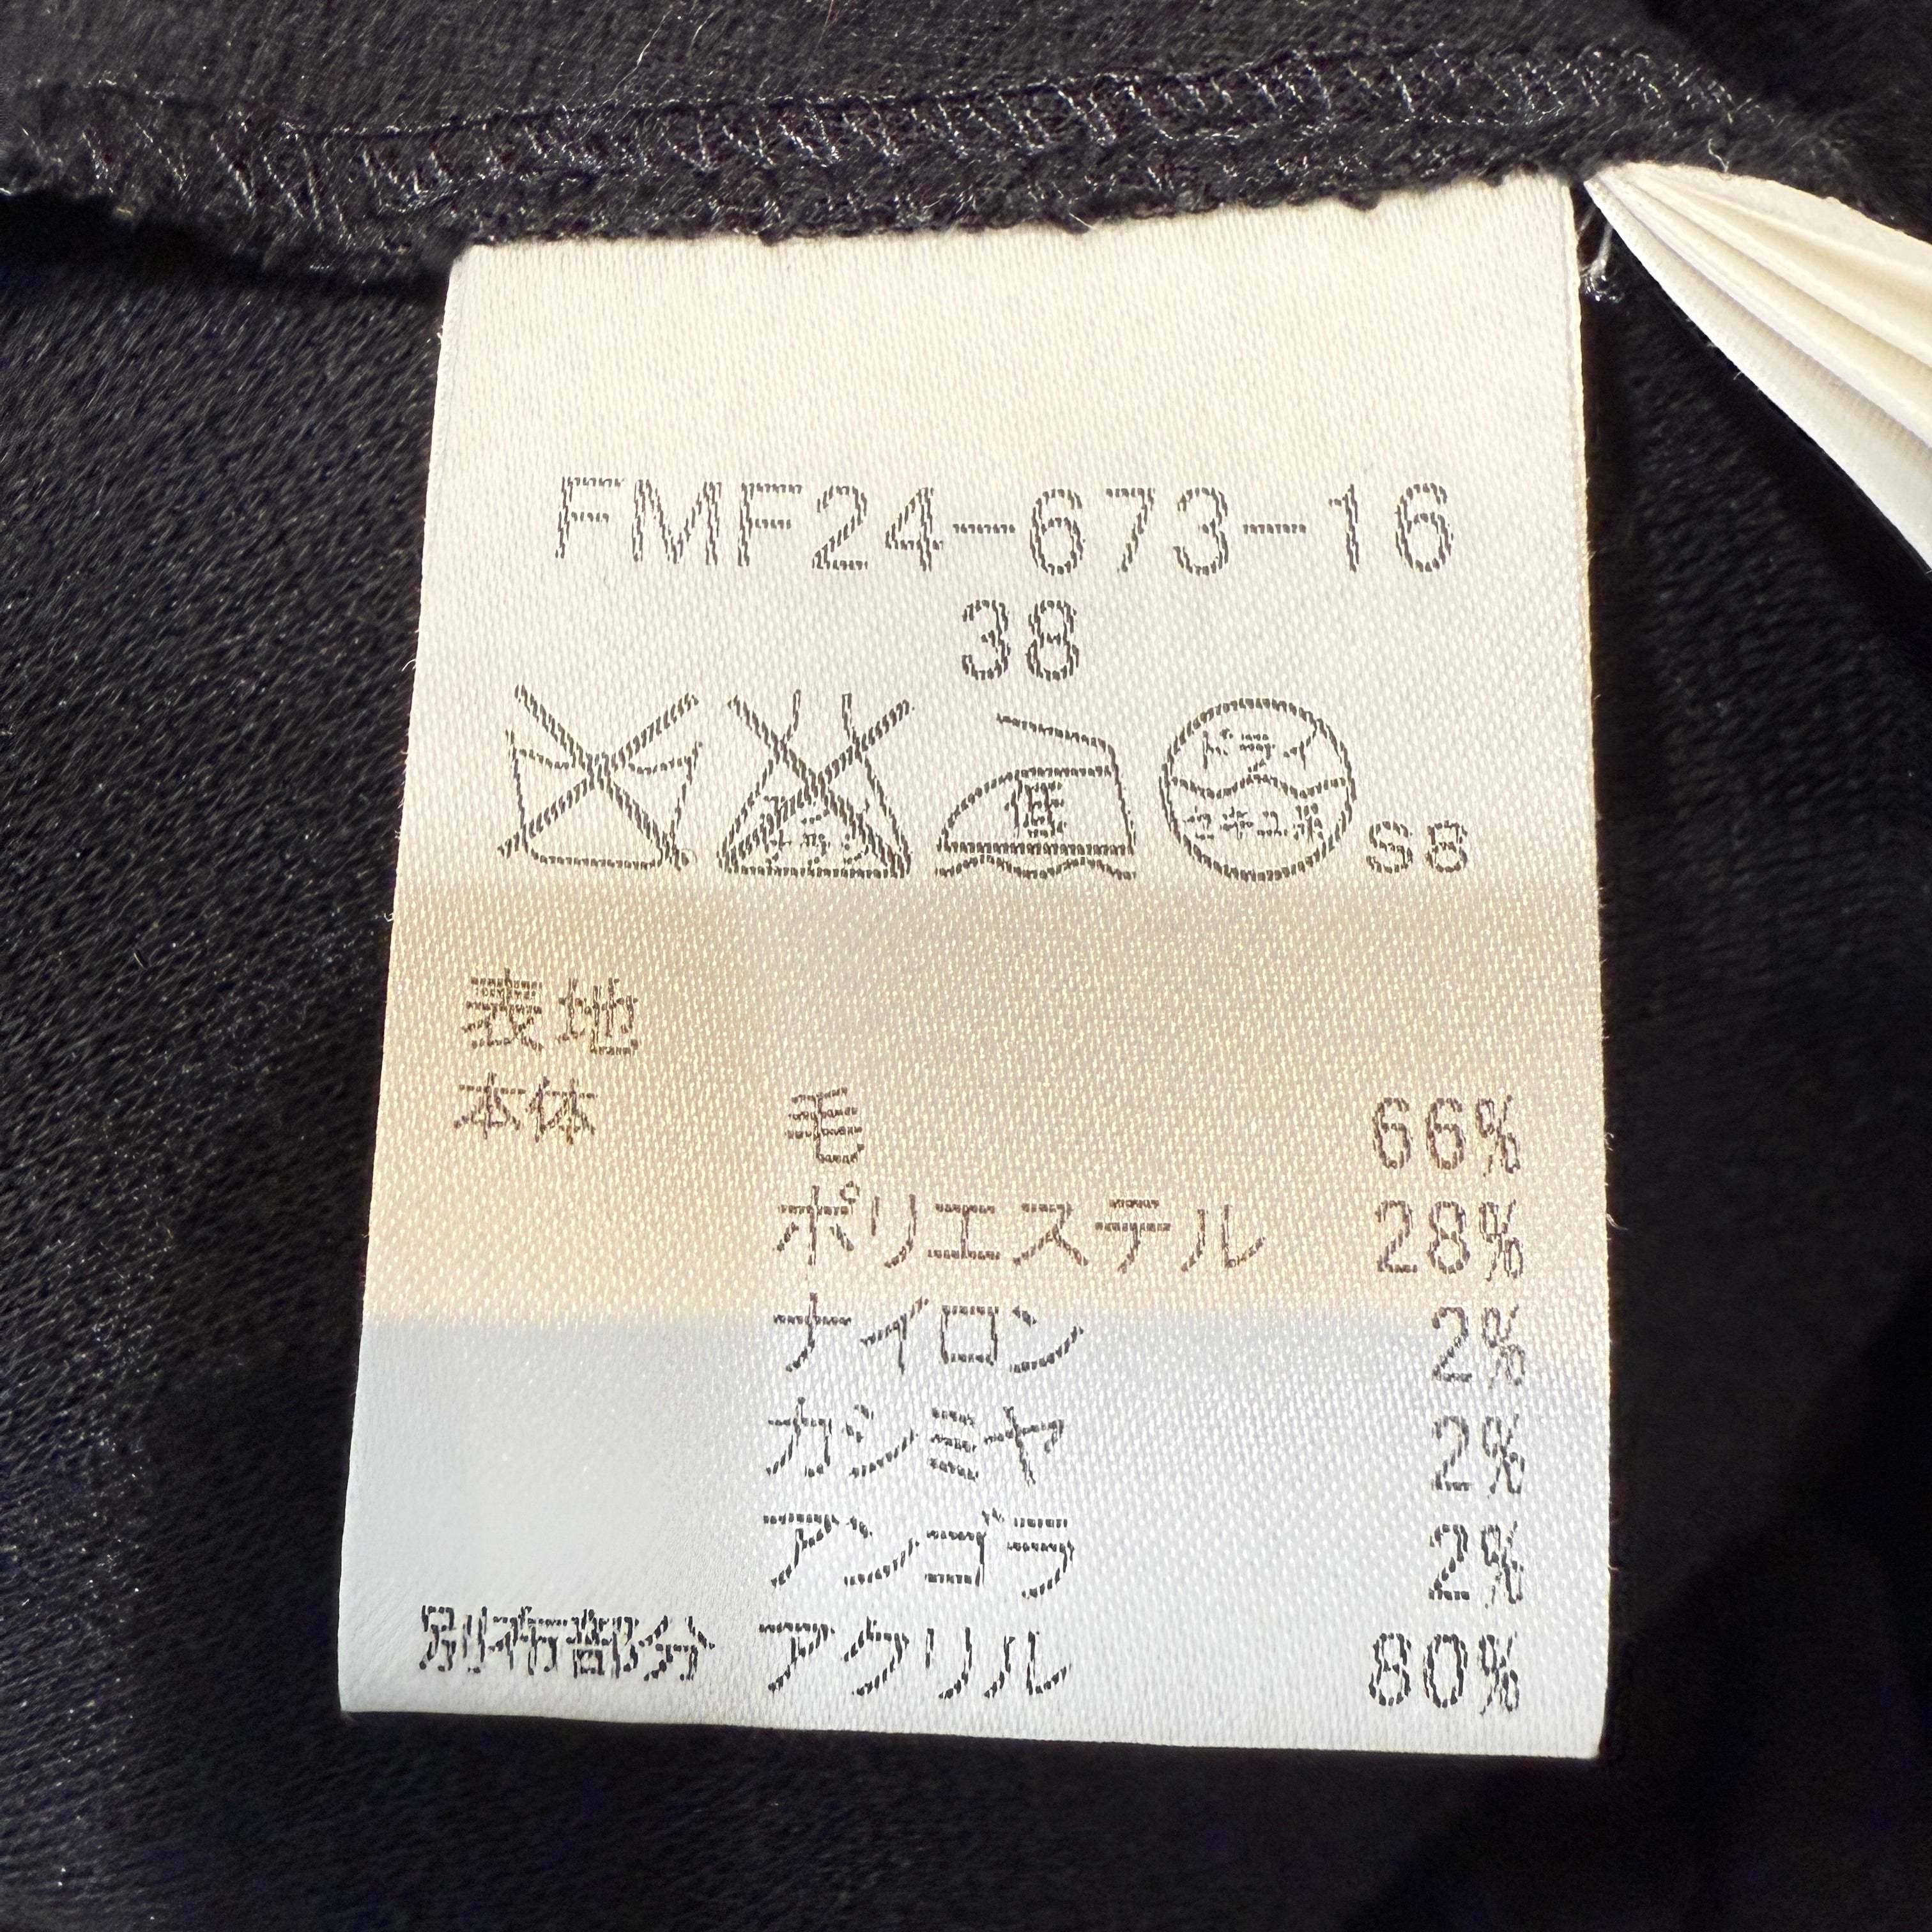 FMF24-673-16
38
低
ドライ
セキユ系
S8
表地
本体 毛 66%
ポリエステル 28%
ナイロン 2%
カシミヤ 2%
アンゴラ 2%
別布部分 アクリル 80%